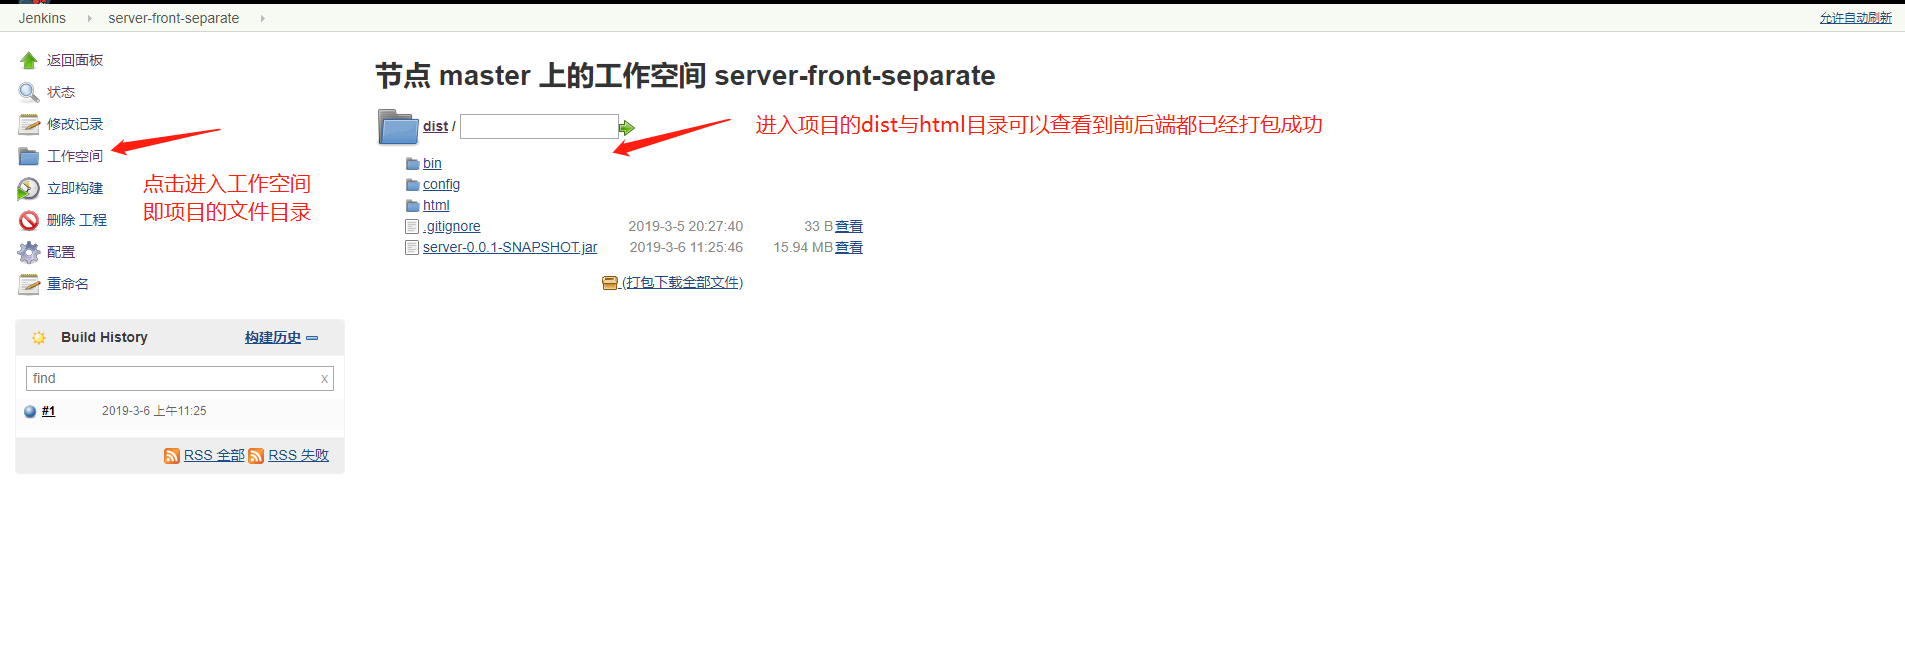 Jenkins server-front-separate 允许自动刷新
返回面板
状态
修改记录
工作空间
立即构建
删除 工程
配置
重命名
点击进入工作空间
即项目的文件目录
Build History 构建历史
find x
#1 2019-3-6 上午11:25
RSS 全部 RSS 失败
节点 master 上的工作空间 server-front-separate
dist /
进入项目的dist与html目录可以查看到前后端都已经打包成功
bin
config
html
.gitignore 2019-3-5 20:27:40 33 B 查看
server-0.0.1-SNAPSHOT.jar 2019-3-6 11:25:46 15.94 MB 查看
(打包下载全部文件)